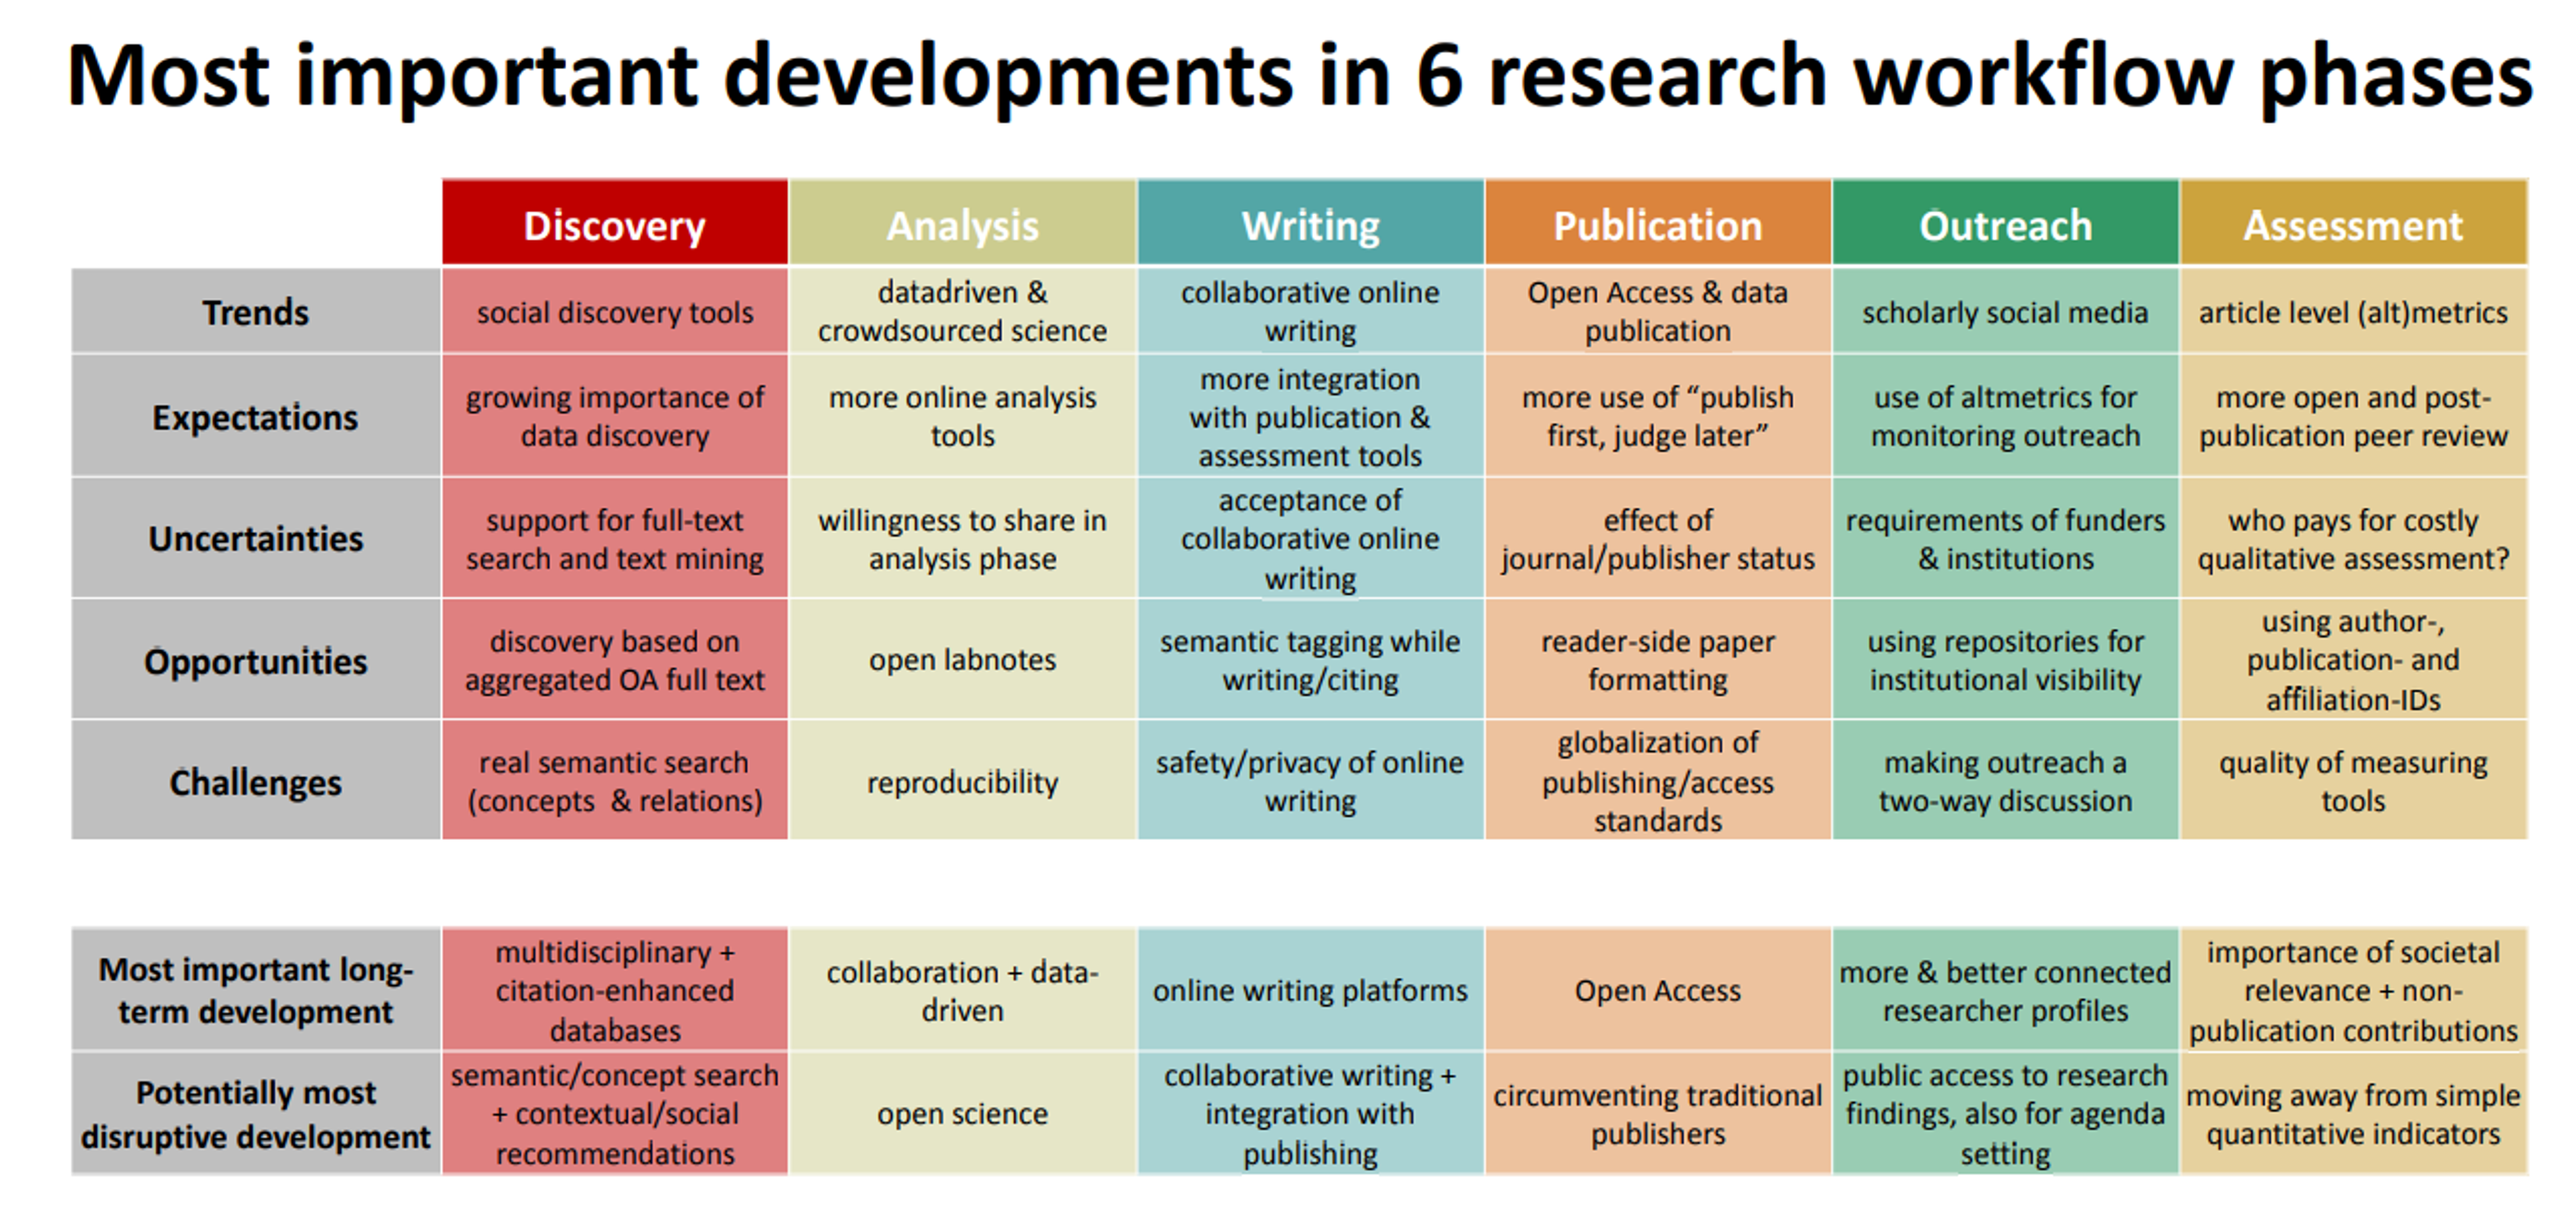 Most important developments in 6 research workflow phases
Discovery
Analysis
Writing
Publication
Outreach
Assessment
Trends
social discovery tools
datadriven &
crowdsourced science
collaborative online
writing
Open Access & data
publication
scholarly social media
article level (alt)metrics
Expectations
growing importance of
data discovery
more online analysis
tools
more integration
with publication &
assessment tools
more use of “publish
first, judge later”
use of altmetrics for
monitoring outreach
more open and post-
publication peer review
Uncertainties
support for full-text
search and text mining
willingness to share in
analysis phase
acceptance of
collaborative online
writing
effect of
journal/publisher status
requirements of funders
& institutions
who pays for costly
qualitative assessment?
Opportunities
discovery based on
aggregated OA full text
open labnotes
semantic tagging while
writing/citing
reader-side paper
formatting
using repositories for
institutional visibility
using author-,
publication- and
affiliation-IDs
Challenges
real semantic search
(concepts  & relations)
reproducibility
safety/privacy of online
writing
globalization of
publishing/access
standards
making outreach a
two-way discussion
quality of measuring
tools
Most important long-
term development
multidisciplinary +
citation-enhanced
databases
collaboration + data-
driven
online writing platforms
Open Access
more & better connected
researcher profiles
importance of societal
relevance + non-
publication contributions
Potentially most
disruptive development
semantic/concept search
+ contextual/social
recommendations
open science
collaborative writing +
integration with
publishing
circumventing traditional
publishers
public access to research
findings, also for agenda
setting
moving away from simple
quantitative indicators